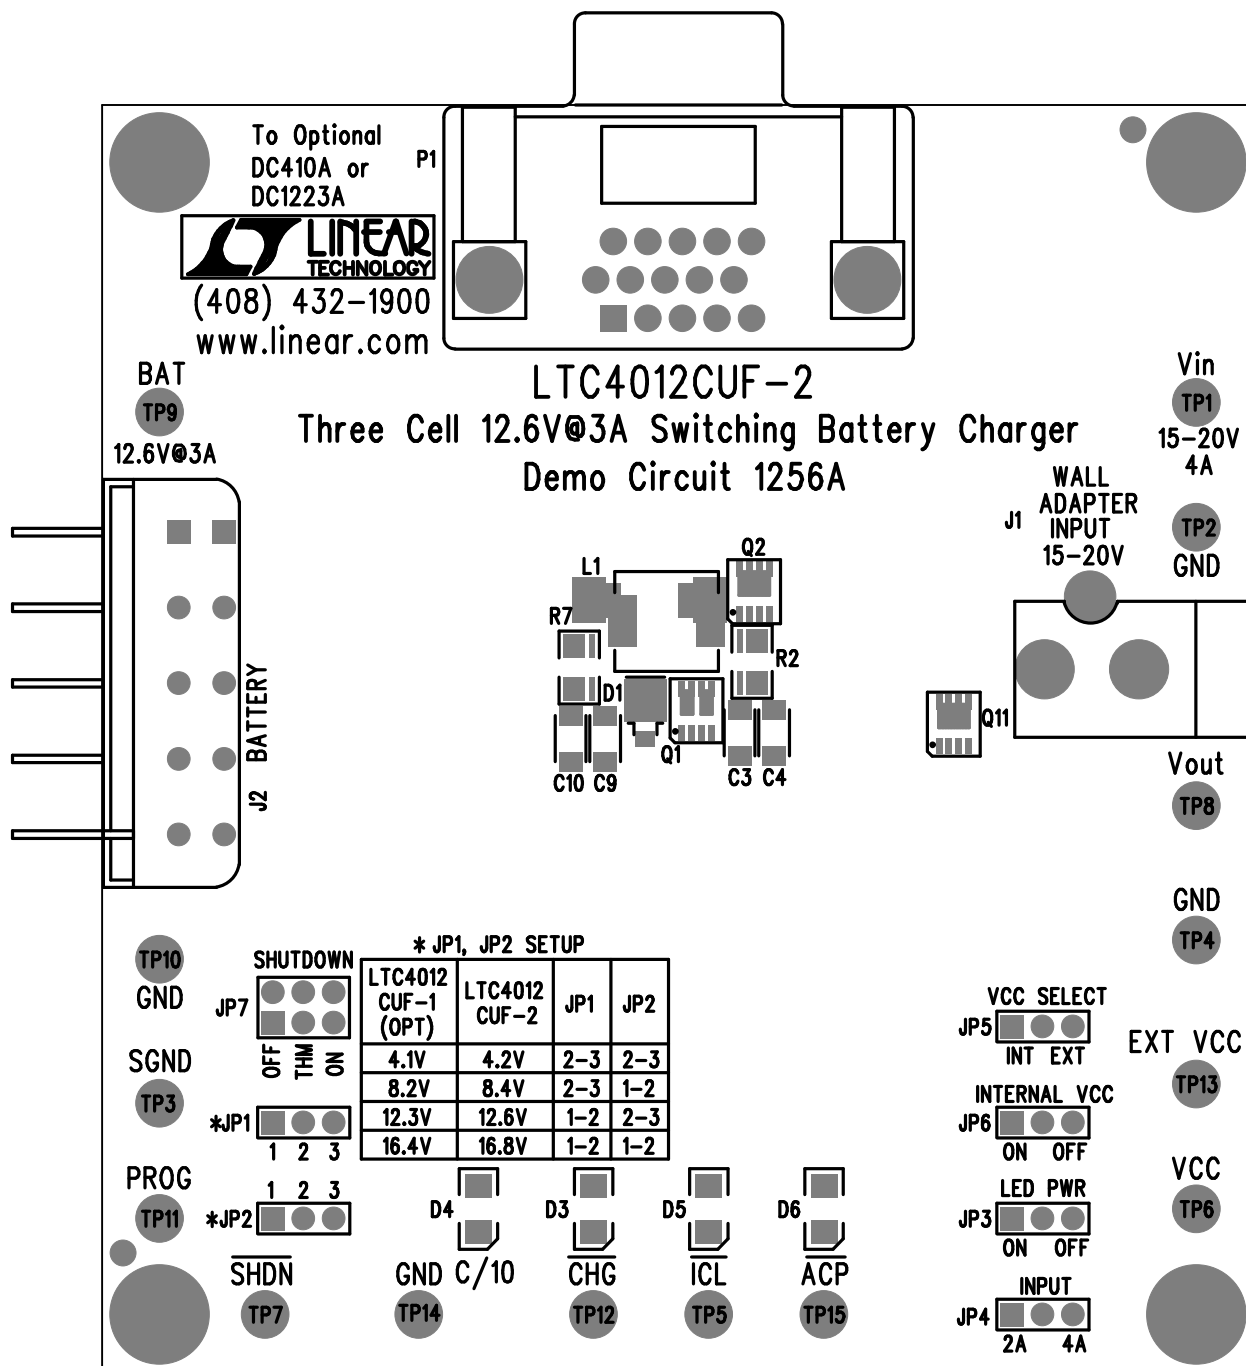 To Optional
DC410A or
DC1223A
P1
LINEAR
TECHNOLOGY
(408) 432-1900
www.linear.com
LTC4012CUF-2
Three Cell 12.6V@3A Switching Battery Charger
Demo Circuit 1256A
BAT
TP9
12.6V@3A
Vin
TP1
15-20V
4A
WALL
ADAPTER
INPUT
15-20V
J1
TP2
GND
L1
Q2
R7
R2
D1
Q1
C10
C9
C3
C4
Q11
J2 BATTERY
Vout
TP8
GND
TP4
TP10
GND
SGND
TP3
PROG
TP11
SHUTDOWN
JP7
OFF
THM
ON
*JP1
1 2 3
1 2 3
*JP2
* JP1, JP2 SETUP
LTC4012 CUF-1 (OPT) LTC4012 CUF-2 JP1 JP2
4.1V 4.2V 2-3 2-3
8.2V 8.4V 2-3 1-2
12.3V 12.6V 1-2 2-3
16.4V 16.8V 1-2 1-2
D4
D3
D5
D6
SHDN
TP7
GND
TP14
C/10
CHG
TP12
ICL
TP5
ACP
TP15
VCC SELECT
JP5
INT EXT
INTERNAL VCC
JP6
ON OFF
LED PWR
JP3
ON OFF
INPUT
JP4
2A 4A
EXT VCC
TP13
VCC
TP6